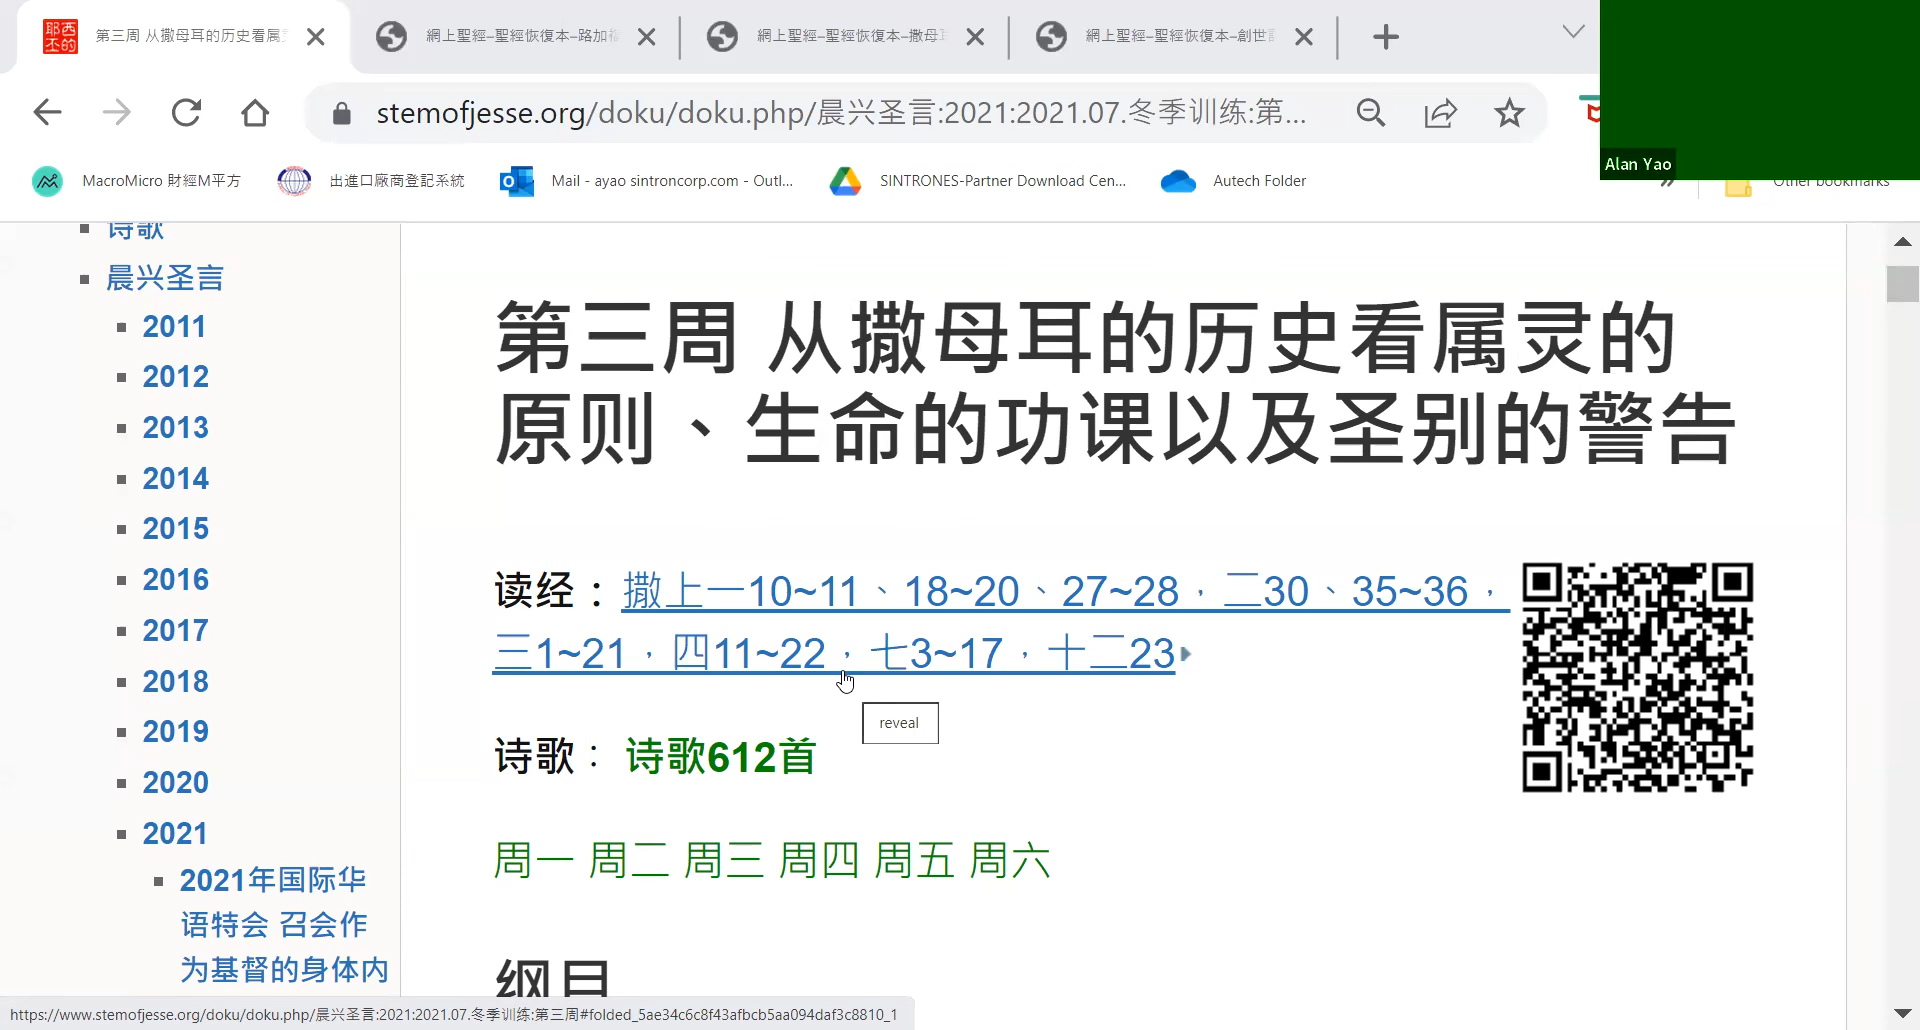 第三周 从撒母耳的历史看属
網上聖經–聖經恢復本–路加福
網上聖經–聖經恢復本–撒母耳
網上聖經–聖經恢復本–創世記
stemofjesse.org/doku/doku.php/晨兴圣言:2021:2021.07.冬季训练:第...
Alan Yao
MacroMicro 財經M平方
出進口廠商登記系統
Mail - ayao sintroncorp.com - Outl...
SINTRONES-Partner Download Cen...
Autech Folder
»
Other bookmarks
诗歌
晨兴圣言
2011
2012
2013
2014
2015
2016
2017
2018
2019
2020
2021
2021年国际华
语特会 召会作
为基督的身体内
第三周 从撒母耳的历史看属灵的
原则、生命的功课以及圣别的警告
读经：撒上一10~11、18~20、27~28，二30、35~36，
三1~21，四11~22，七3~17，十二23
reveal
诗歌： 诗歌612首
周一 周二 周三 周四 周五 周六
纲目
https://www.stemofjesse.org/doku/doku.php/晨兴圣言:2021:2021.07.冬季训练:第三周#folded_5ae34c6c8f43afbcb5aa094daf3c8810_1